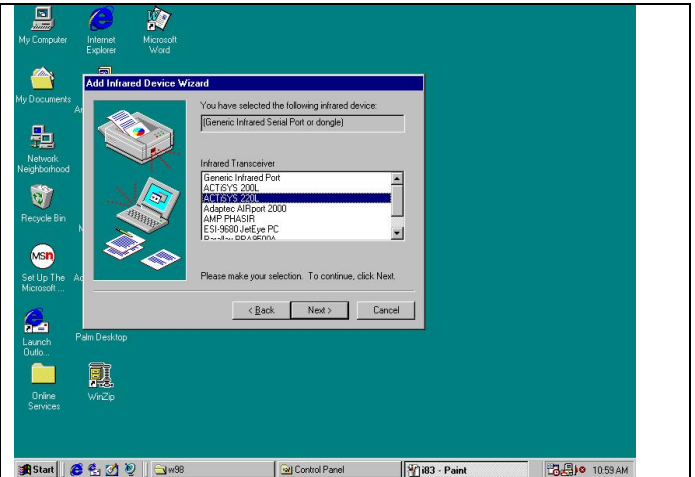 My Computer
Internet
Explorer
Microsoft
Word
My Documents
Network
Neighborhood
Recycle Bin
msn
Set Up The
Microsoft ...
Launch
Outlo...
Palm Desktop
Online
Services
WinZip
Add Infrared Device Wizard
You have selected the following infrared device:
(Generic Infrared Serial Port or dongle)
Infrared Transceiver
Generic Infrared Port
ACTiSYS 200L
ACTiSYS 220L
Adaptec AIRport 2000
AMP PHASIR
ESI-9680 JetEye PC
Parallax PRA9500A
Please make your selection. To continue, click Next.
< Back
Next >
Cancel
Start
w98
Control Panel
i83 - Paint
10:59 AM